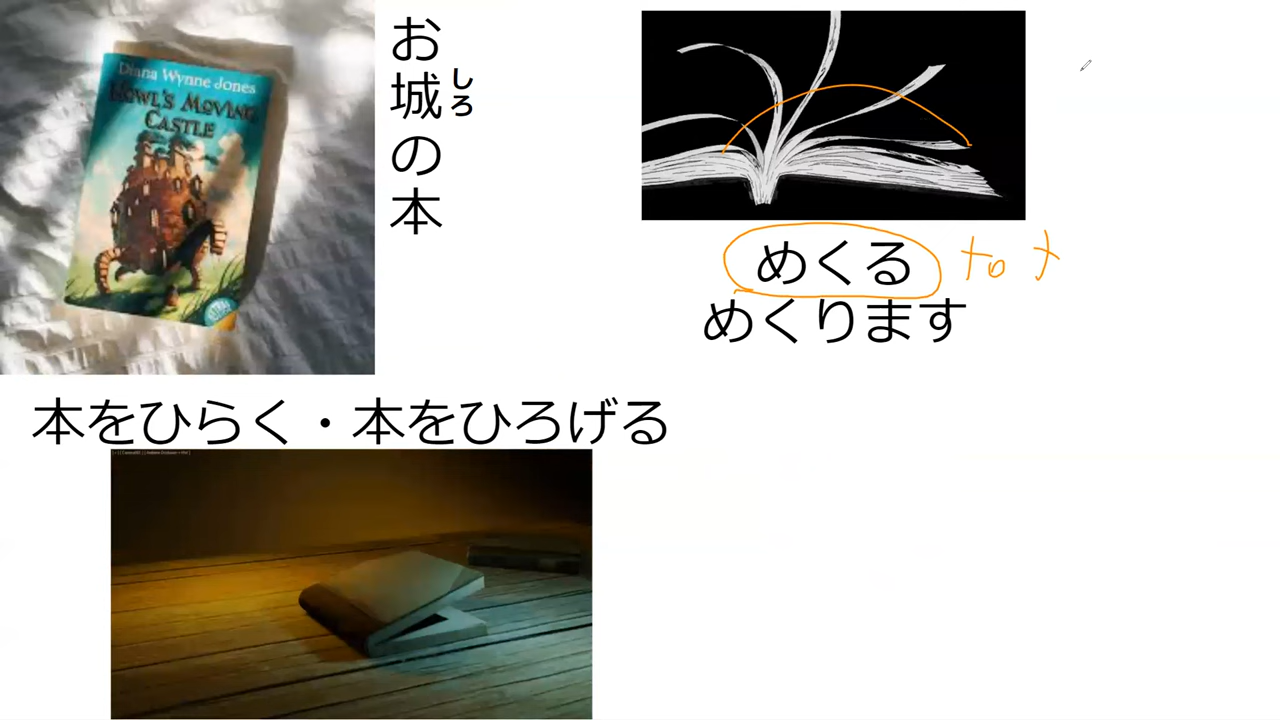 Diana Wynne Jones
HOWL'S MOVING
CASTLE
お城の本
しろ
めくる
to t
めくります
本をひらく・本をひろげる